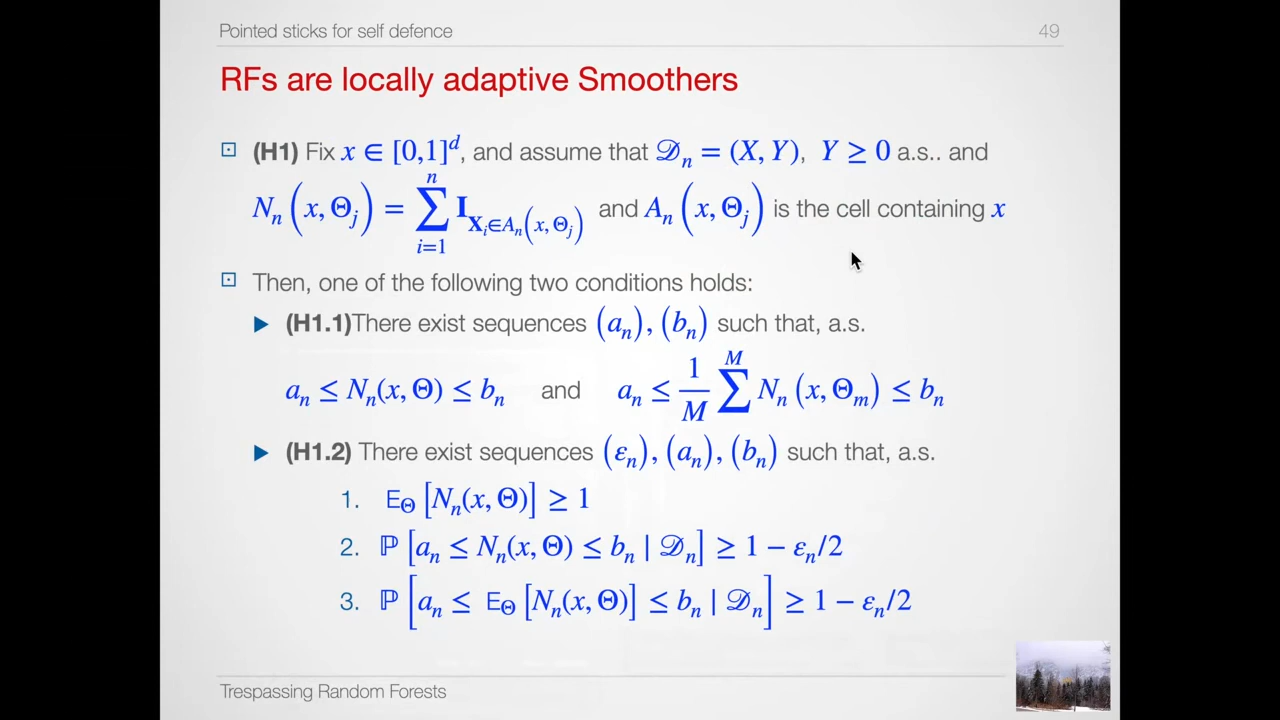 Pointed sticks for self defence 49
RFs are locally adaptive Smoothers
(H1) Fix x ∈ [0,1]^d, and assume that 𝒟_n = (X, Y), Y ≥ 0 a.s.. and
N_n(x, Θ_j) = ∑_{i=1}^{n} I_{X_i∈A_n(x,Θ_j)} and A_n(x, Θ_j) is the cell containing x
Then, one of the following two conditions holds:
(H1.1)There exist sequences (a_n), (b_n) such that, a.s.
a_n ≤ N_n(x, Θ) ≤ b_n and a_n ≤ 1/M ∑^{M} N_n(x, Θ_m) ≤ b_n
(H1.2) There exist sequences (ε_n), (a_n), (b_n) such that, a.s.
1. E_Θ [N_n(x, Θ)] ≥ 1
2. ℙ [a_n ≤ N_n(x, Θ) ≤ b_n | 𝒟_n] ≥ 1 − ε_n/2
3. ℙ [a_n ≤ E_Θ [N_n(x, Θ)] ≤ b_n | 𝒟_n] ≥ 1 − ε_n/2
Trespassing Random Forests